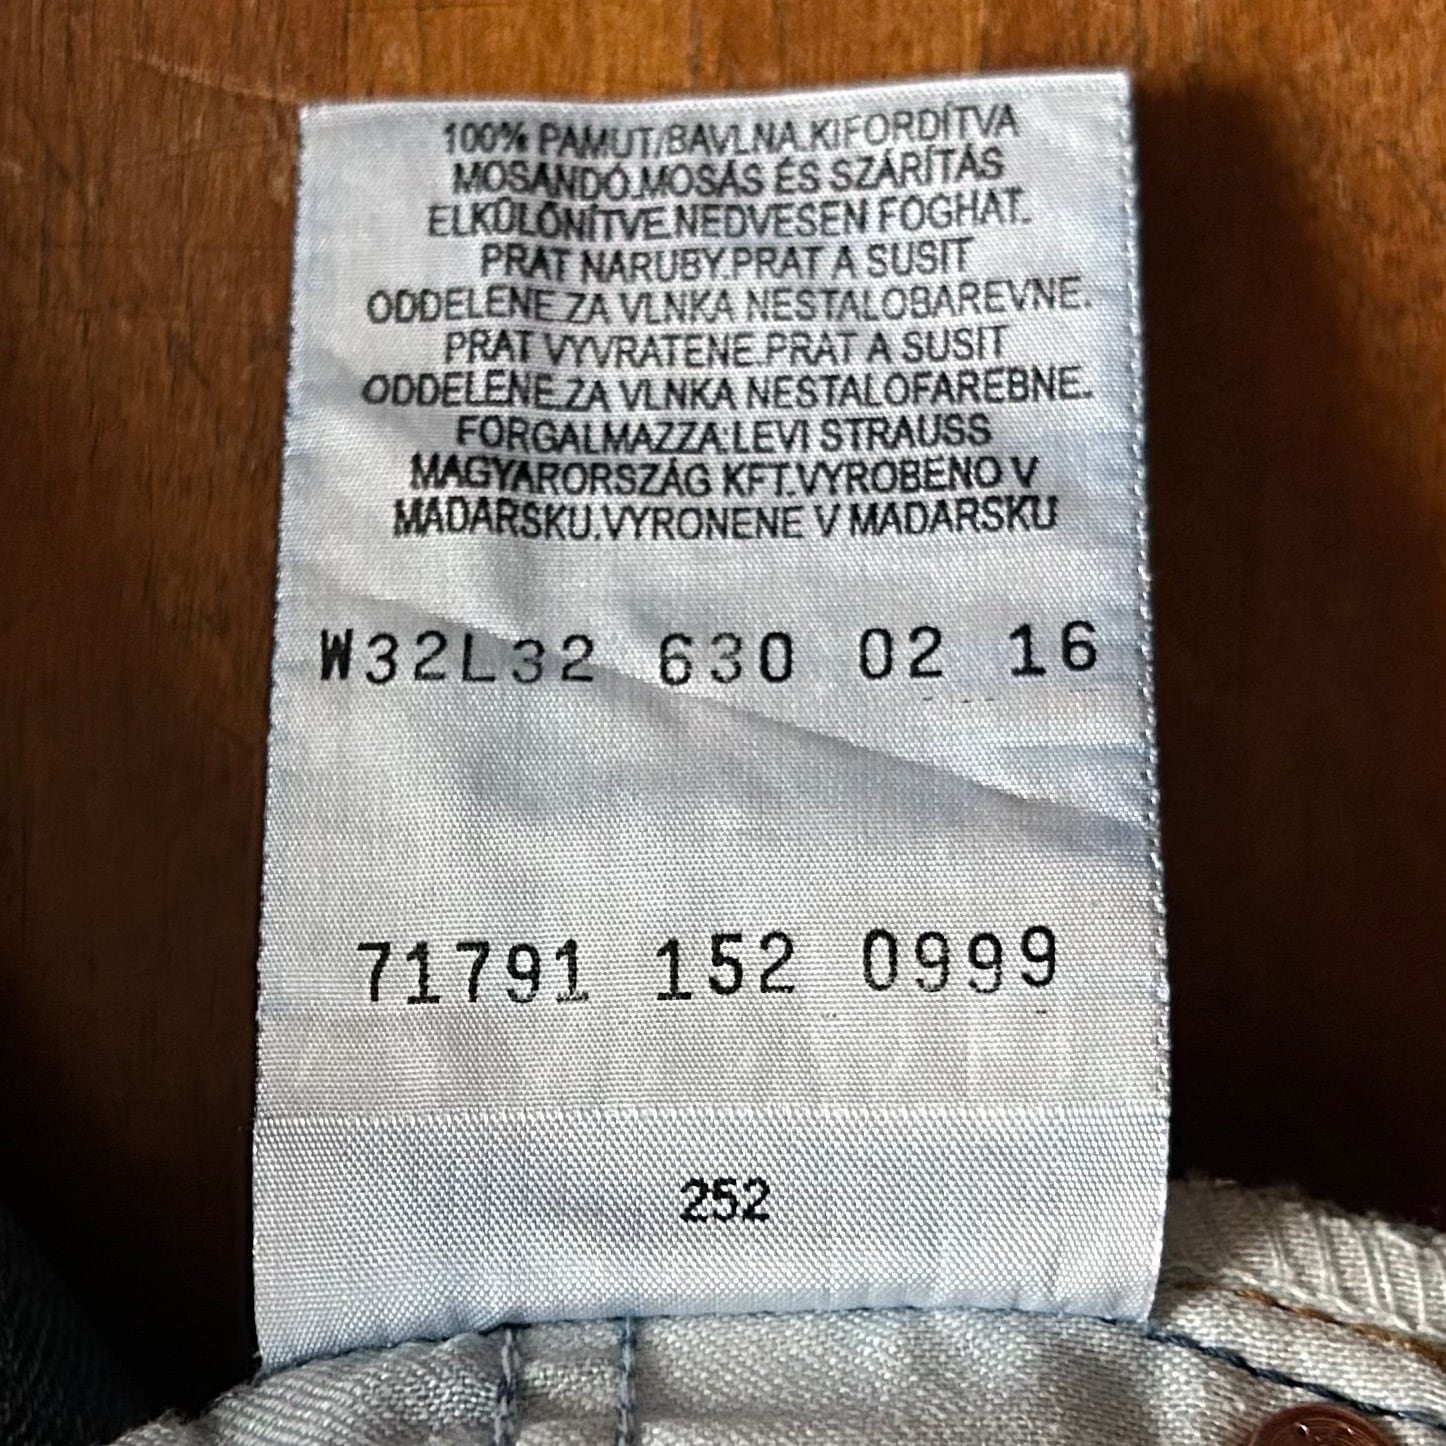 100% PAMUT/BAVLNA.KIFORDÍTVA
MOSANDÓ.MOSÁS ÉS SZÁRÍTÁS
ELKÜLÖNÍTVE.NEDVESEN FOGHAT.
PRAT NARUBY.PRAT A SUSIT
ODDELENE.ZA VLNKA NESTALOBAREVNE.
PRAT VYVRATENE.PRAT A SUSIT
ODDELENE.ZA VLNKA NESTALOFAREBNE.
FORGALMAZZA:LEVI STRAUSS
MAGYARORSZÁG KFT.VYROBENO V
MADARSKU.VYRONENE V MADARSKU
W32L32 630 02 16
71791 152 0999
252